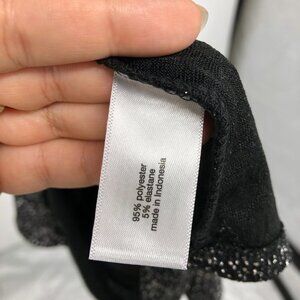 95% polyester
5% elastane
made in Indonesia